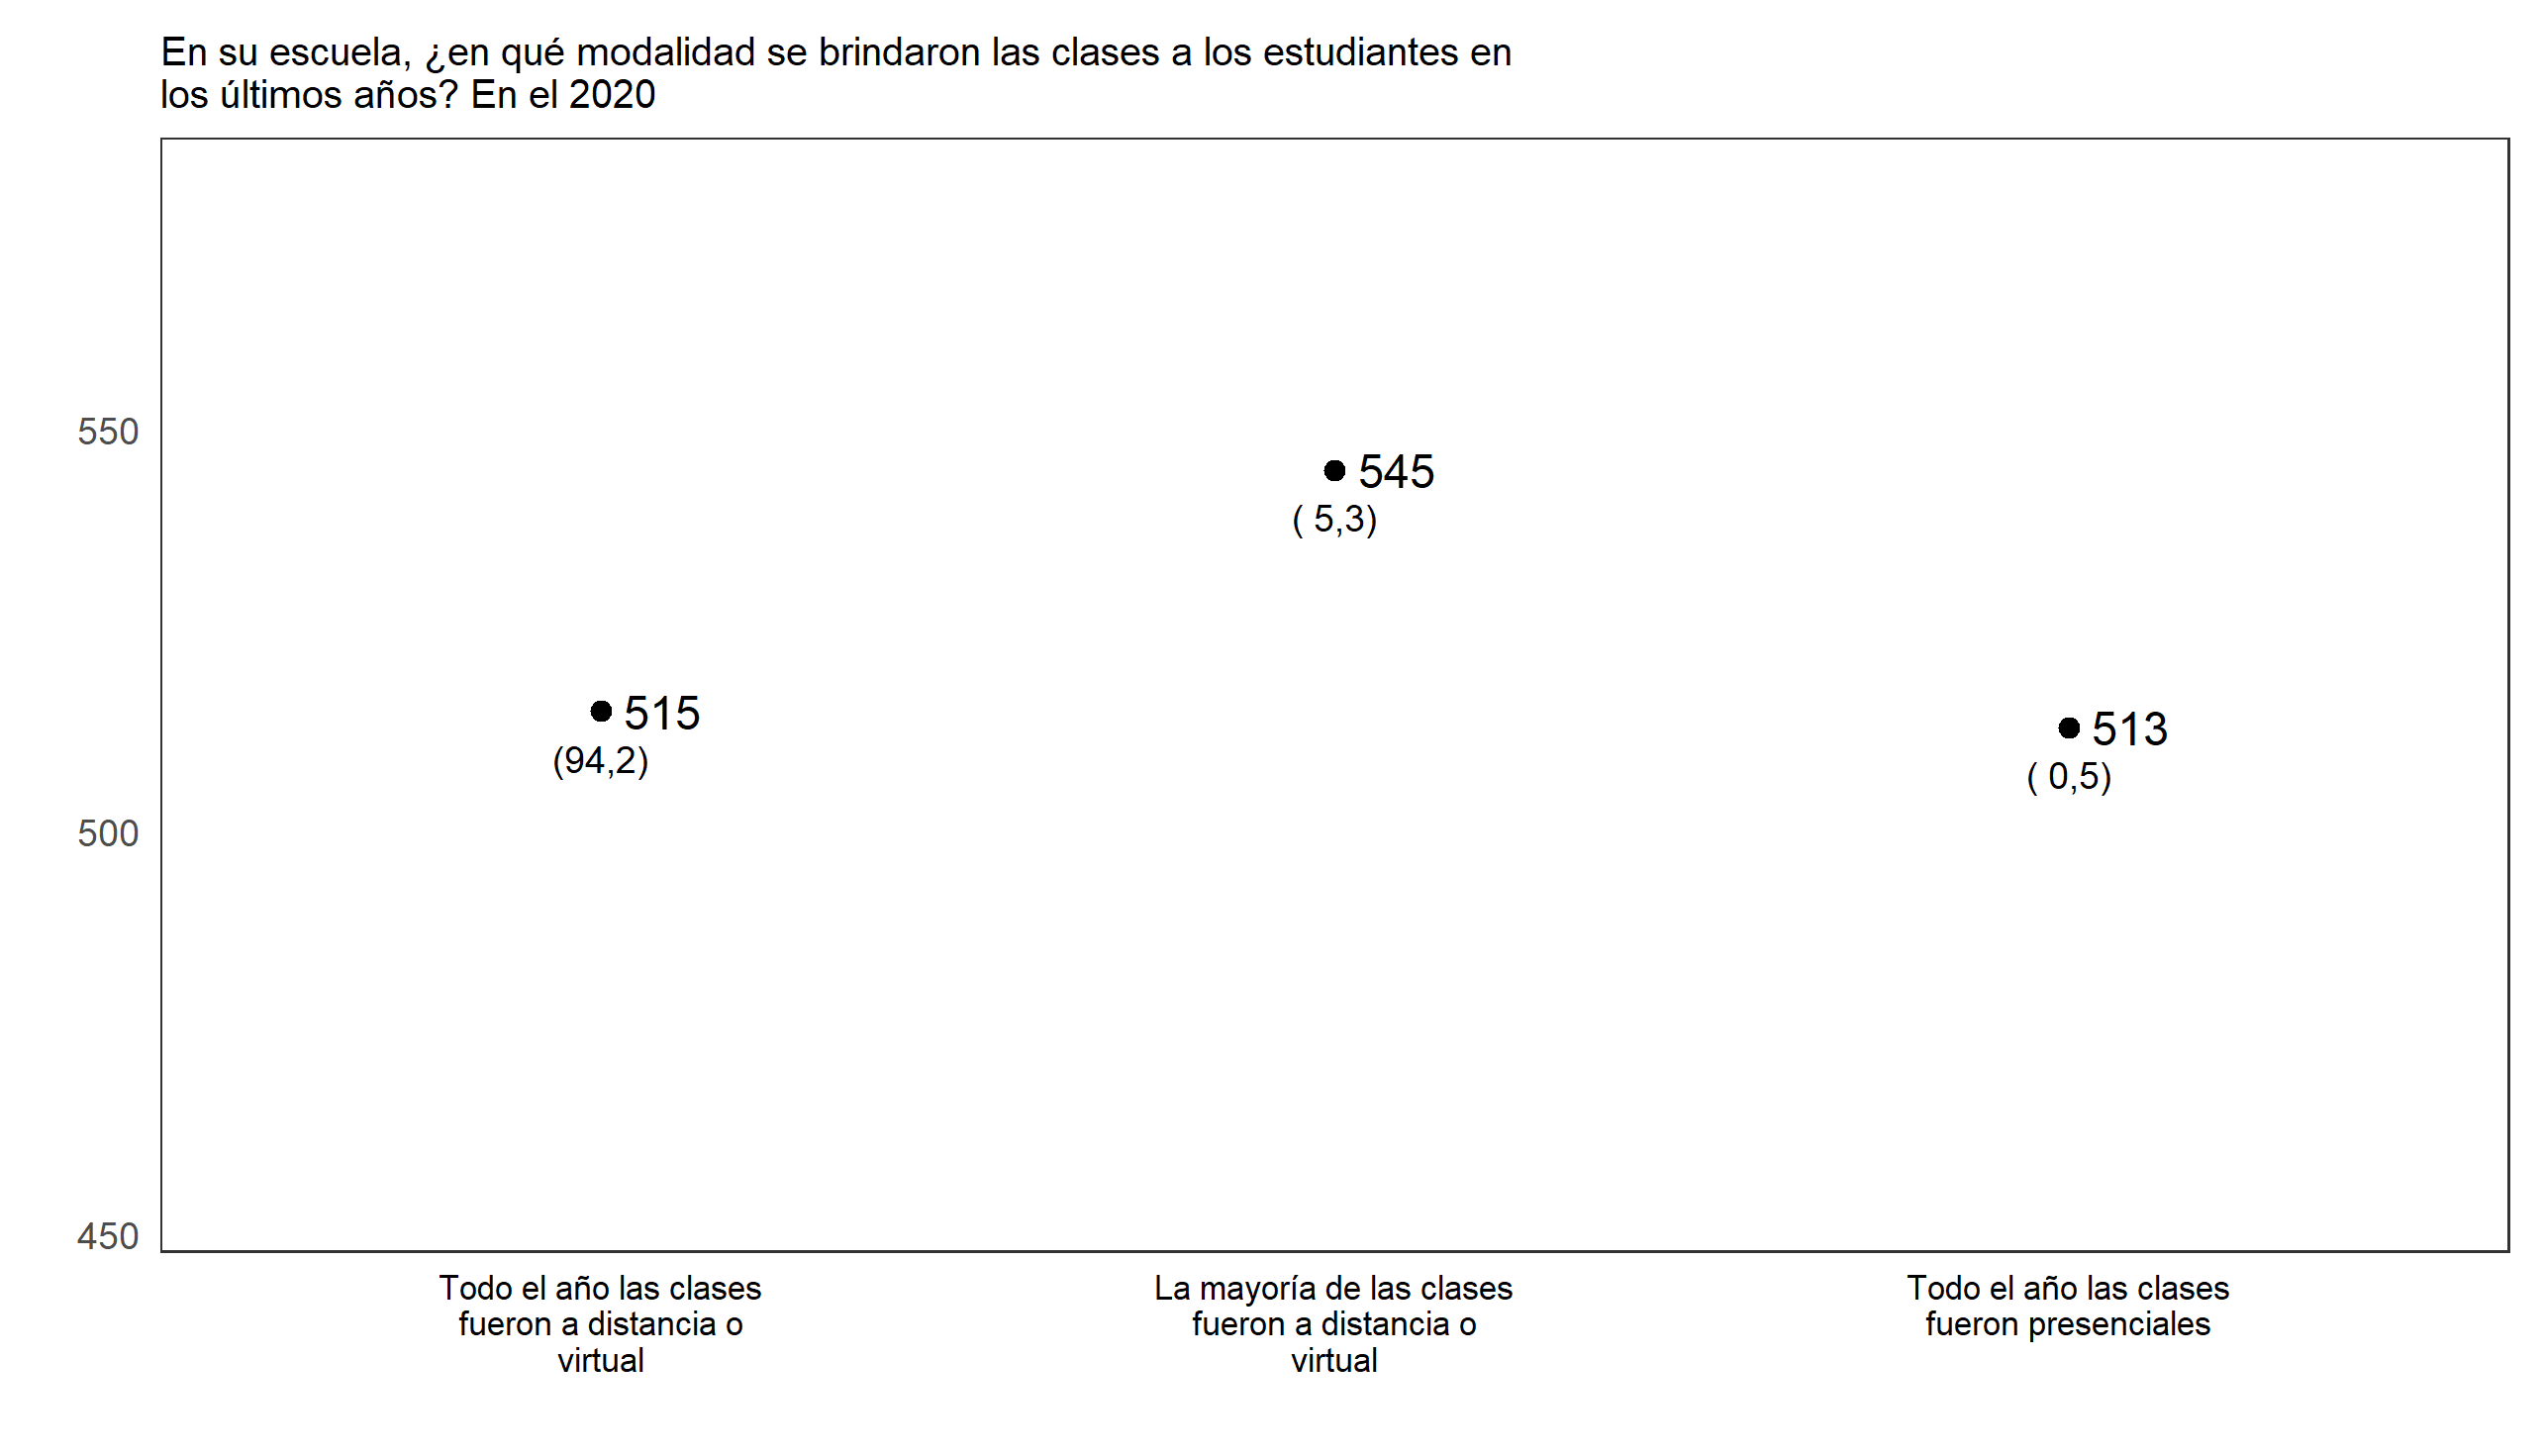 En su escuela, ¿en qué modalidad se brindaron las clases a los estudiantes en
los últimos años? En el 2020
550
545
( 5,3)
515
(94,2)
513
( 0,5)
500
450
Todo el año las clases
fueron a distancia o
virtual
La mayoría de las clases
fueron a distancia o
virtual
Todo el año las clases
fueron presenciales